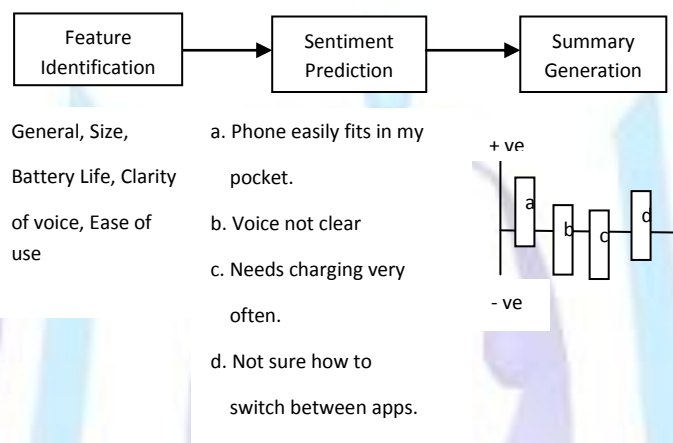 Feature
Identification
Sentiment
Prediction
Summary
Generation
General, Size,
Battery Life, Clarity
of voice, Ease of
use
a. Phone easily fits in my
pocket.
b. Voice not clear
c. Needs charging very
often.
d. Not sure how to
switch between apps.
+ ve
a
b
c
d
- ve